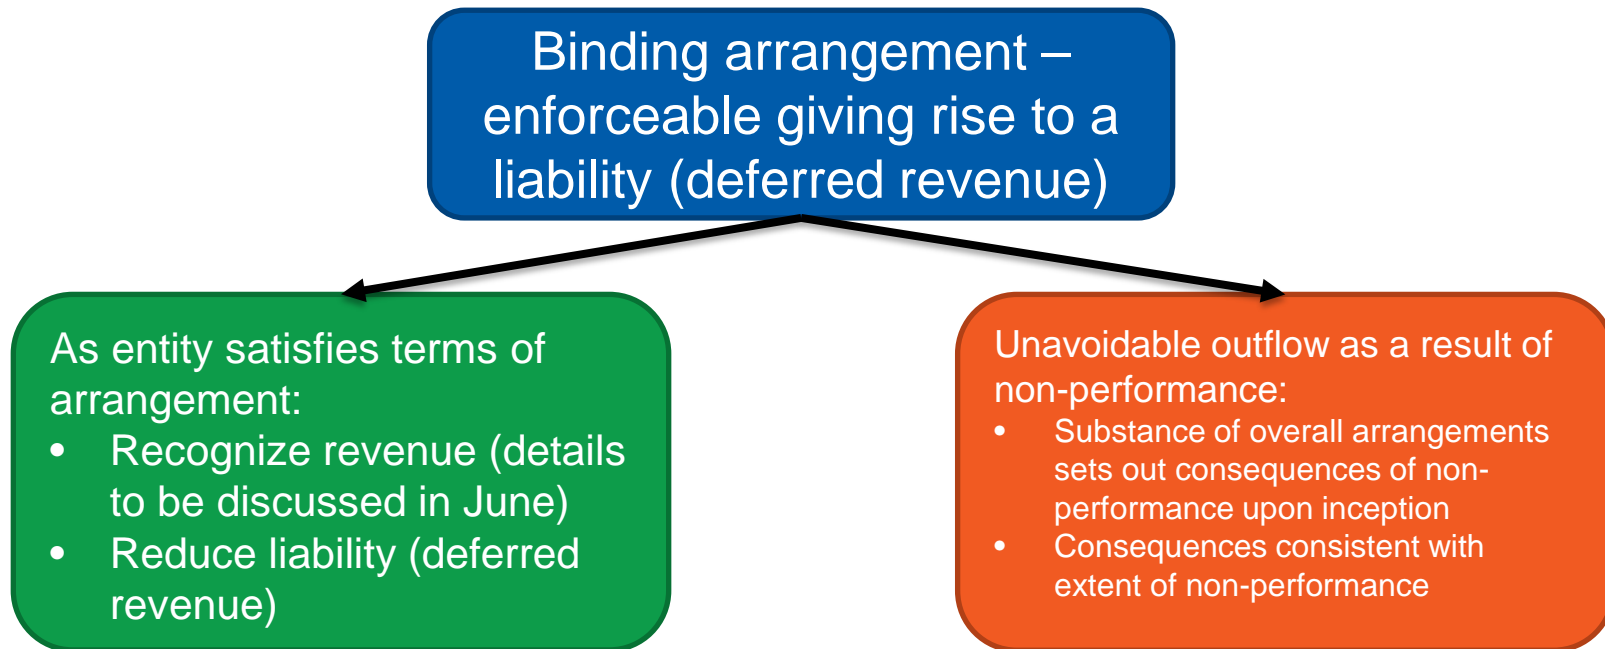 Binding arrangement –
enforceable giving rise to a
liability (deferred revenue)
As entity satisfies terms of
arrangement:
• Recognize revenue (details
to be discussed in June)
• Reduce liability (deferred
revenue)
Unavoidable outflow as a result of
non-performance:
• Substance of overall arrangements
sets out consequences of non-
performance upon inception
• Consequences consistent with
extent of non-performance